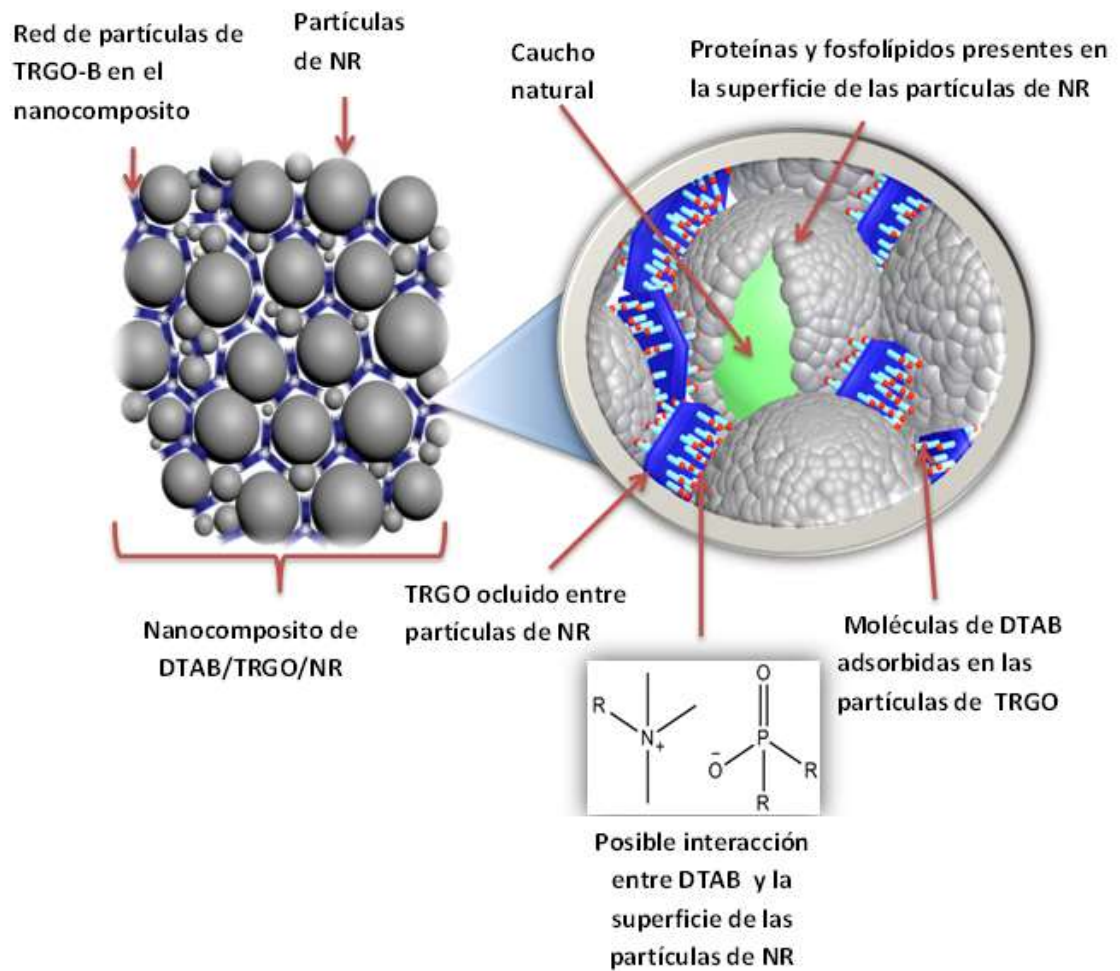 Red de partículas de
TRGO-B en el
nanocomposito
Partículas
de NR
Caucho
natural
Proteínas y fosfolípidos presentes en
la superficie de las partículas de NR
TRGO ocluido entre
partículas de NR
Nanocomposito de
DTAB/TRGO/NR
Moléculas de DTAB
adsorbidas en las
partículas de TRGO
R
N
+
O
P
-
O
R
R
Posible interacción
entre DTAB y la
superficie de las
partículas de NR